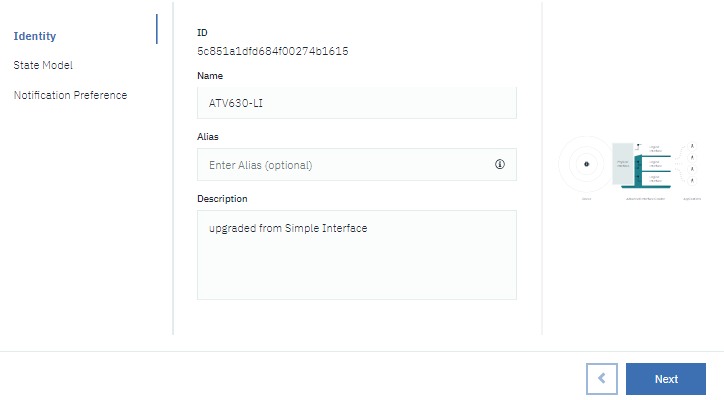 Identity
State Model
Notification Preference
ID
5c851a1dfd684f00274b1615
Name
ATV630-LI
Alias
Enter Alias (optional)
Description
upgraded from Simple Interface
Next